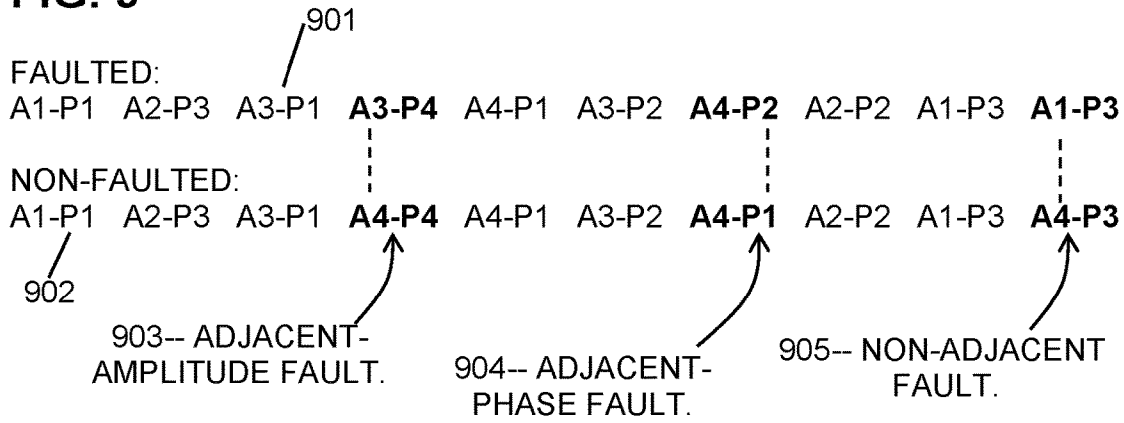 901
FAULTED:
A1-P1 A2-P3 A3-P1 A3-P4 A4-P1 A3-P2 A4-P2 A2-P2 A1-P3 A1-P3
NON-FAULTED:
A1-P1 A2-P3 A3-P1 A4-P4 A4-P1 A3-P2 A4-P1 A2-P2 A1-P3 A4-P3
902
903-- ADJACENT-
AMPLITUDE FAULT.
904-- ADJACENT-
PHASE FAULT.
905-- NON-ADJACENT
FAULT.